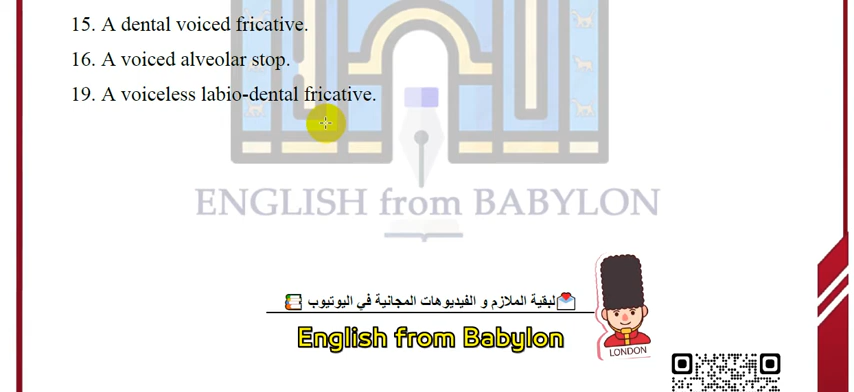 15. A dental voiced fricative.
16. A voiced alveolar stop.
19. A voiceless labio-dental fricative.
ENGLISH from BABYLON
لبقية الملازم و الفيديوهات المجانية في اليوتيوب
English from Babylon
LONDON